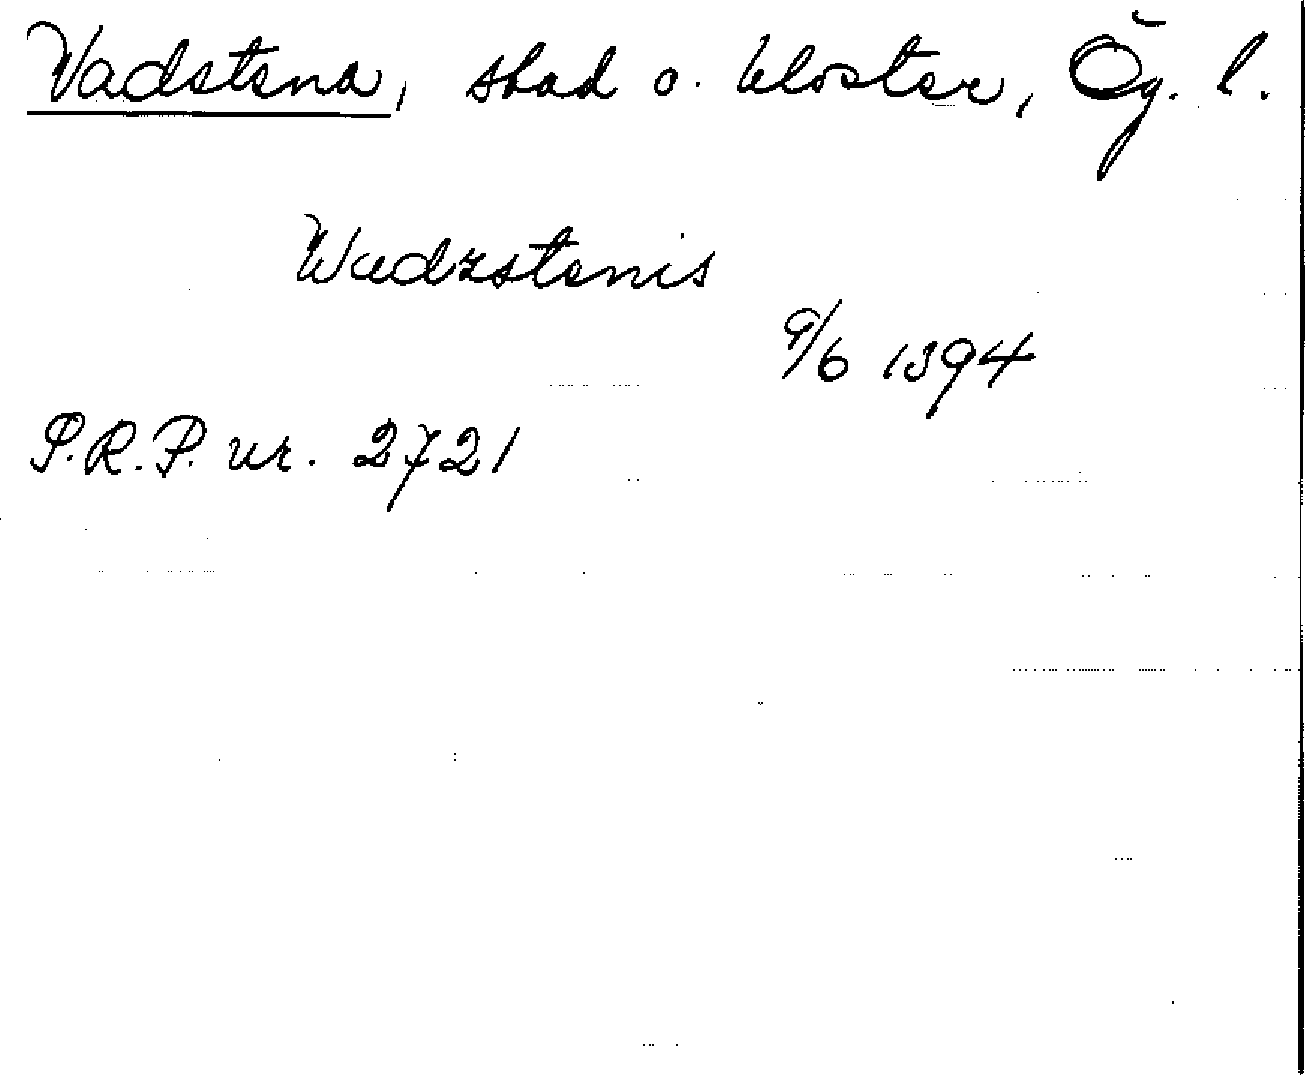 Vadstena, stad o. kloster, Ög. l.
Wadzstenis
9/6 1394
S.R.P. nr. 2721